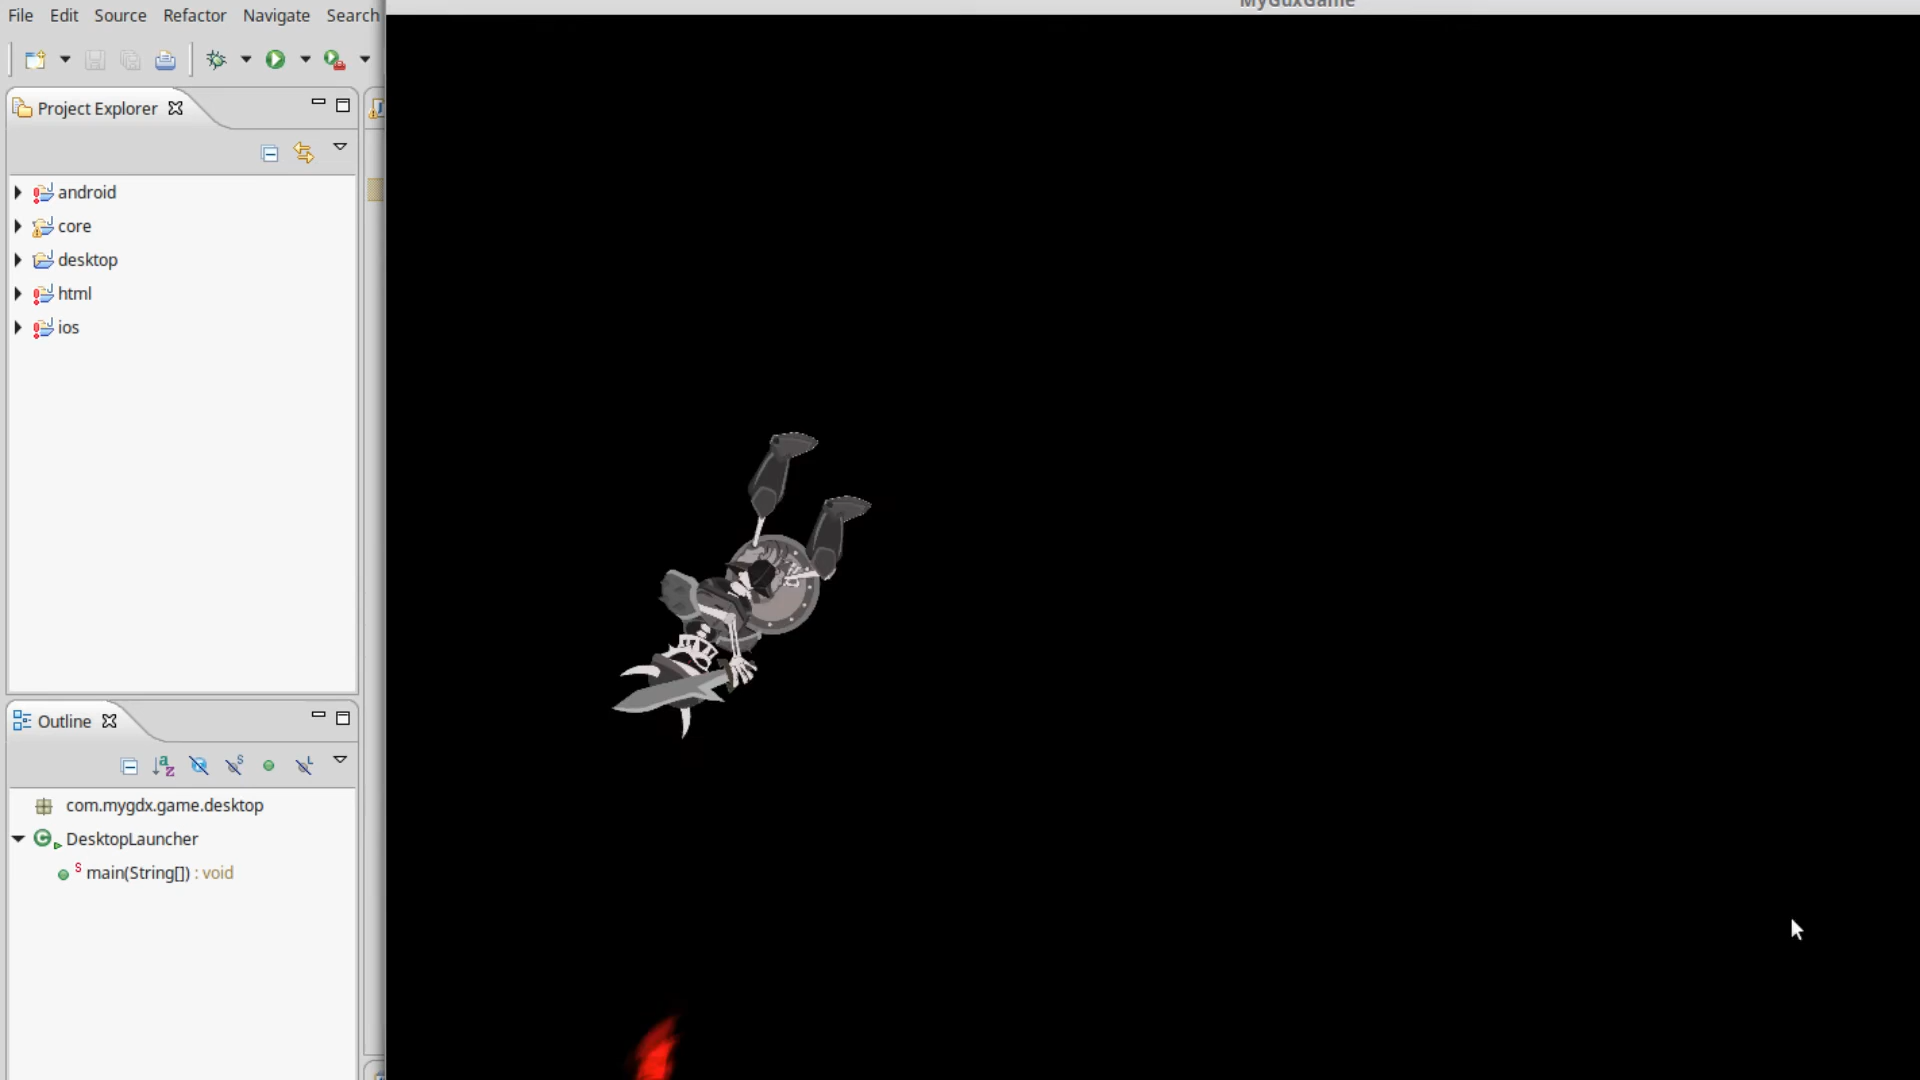 MyGdxGame
File Edit Source Refactor Navigate Search
Project Explorer
android
core
desktop
html
ios
Outline
com.mygdx.game.desktop
DesktopLauncher
main(String[]) : void